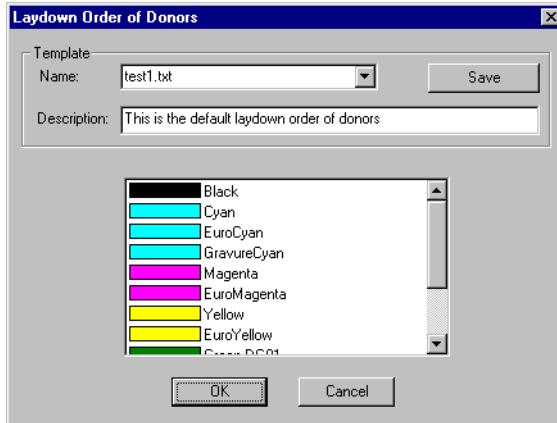 Laydown Order of Donors
Template
Name: test1.txt Save
Description: This is the default laydown order of donors
Black
Cyan
EuroCyan
GravureCyan
Magenta
EuroMagenta
Yellow
EuroYellow
OK Cancel